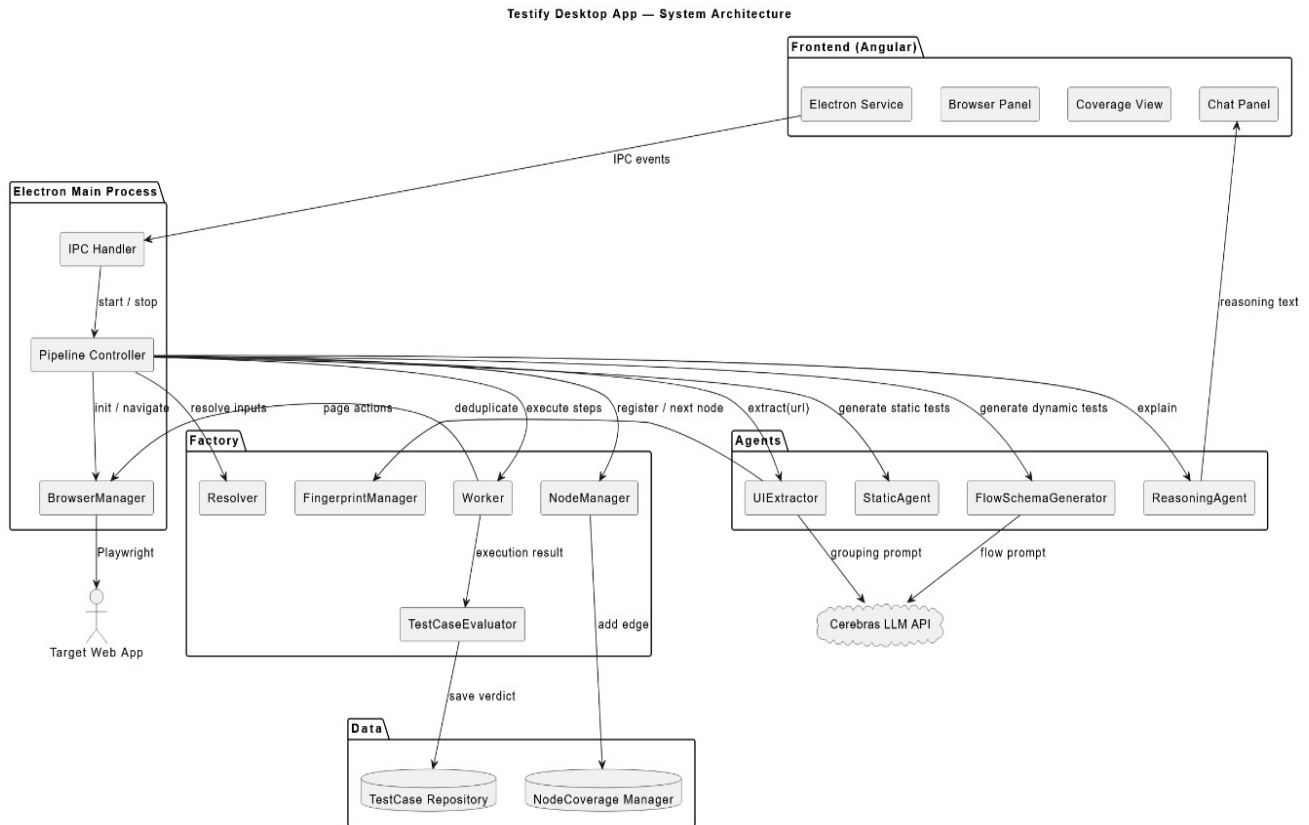 Testify Desktop App — System Architecture
Frontend (Angular)
Electron Service
Browser Panel
Coverage View
Chat Panel
IPC events
Electron Main Process
IPC Handler
start / stop
reasoning text
Pipeline Controller
init / navigate
resolve inputs
page actions
deduplicate
execute steps
register / next node
extract(url)
generate static tests
generate dynamic tests
explain
Factory
Agents
BrowserManager
Resolver
FingerprintManager
Worker
NodeManager
UIExtractor
StaticAgent
FlowSchemaGenerator
ReasoningAgent
Playwright
execution result
grouping prompt
flow prompt
TestCaseEvaluator
add edge
Cerebras LLM API
Target Web App
save verdict
Data
TestCase Repository
NodeCoverage Manager